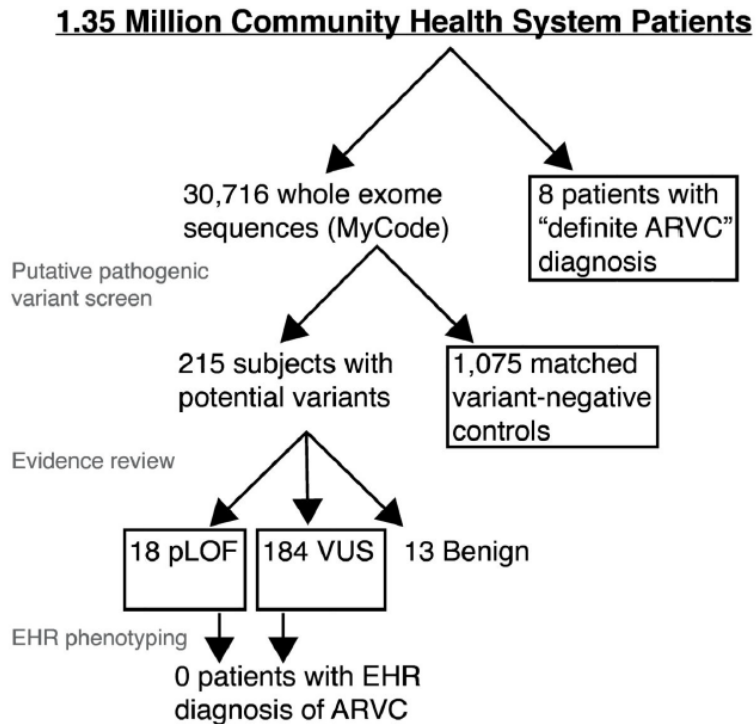 1.35 Million Community Health System Patients
30,716 whole exome
sequences (MyCode)
8 patients with
“definite ARVC”
diagnosis
Putative pathogenic
variant screen
215 subjects with
potential variants
1,075 matched
variant-negative
controls
Evidence review
18 pLOF
184 VUS
13 Benign
EHR phenotyping
0 patients with EHR
diagnosis of ARVC